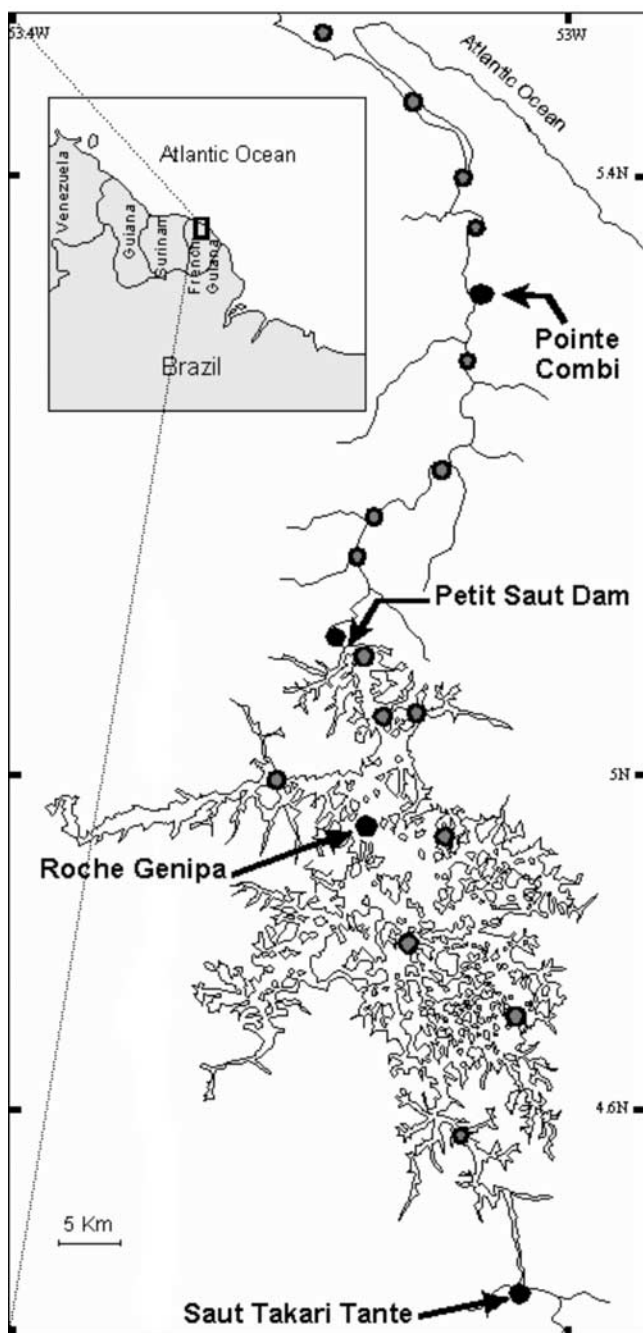 53.4W
53W
Atlantic Ocean
5.4N
Atlantic Ocean
Venezuela
Guiana
Surinam
French
Guiana
Brazil
Pointe
Combi
Petit Saut Dam
5N
Roche Genipa
4.6N
5 Km
Saut Takari Tante